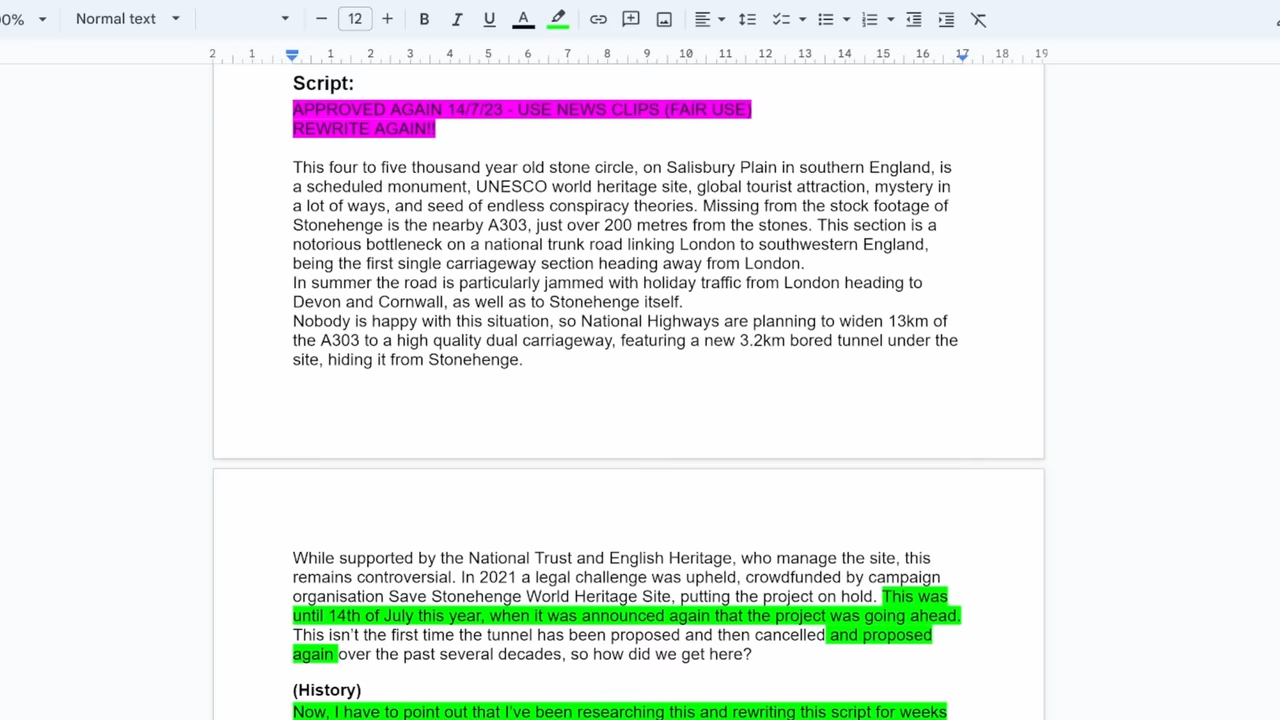 0%
Normal text
12
B I U A
2 1 1 2 3 4 5 6 7 8 9 10 11 12 13 14 15 16 17 18 19
Script:
APPROVED AGAIN 14/7/23 - USE NEWS CLIPS (FAIR USE)
REWRITE AGAIN!!
This four to five thousand year old stone circle, on Salisbury Plain in southern England, is
a scheduled monument, UNESCO world heritage site, global tourist attraction, mystery in
a lot of ways, and seed of endless conspiracy theories. Missing from the stock footage of
Stonehenge is the nearby A303, just over 200 metres from the stones. This section is a
notorious bottleneck on a national trunk road linking London to southwestern England,
being the first single carriageway section heading away from London.
In summer the road is particularly jammed with holiday traffic from London heading to
Devon and Cornwall, as well as to Stonehenge itself.
Nobody is happy with this situation, so National Highways are planning to widen 13km of
the A303 to a high quality dual carriageway, featuring a new 3.2km bored tunnel under the
site, hiding it from Stonehenge.
While supported by the National Trust and English Heritage, who manage the site, this
remains controversial. In 2021 a legal challenge was upheld, crowdfunded by campaign
organisation Save Stonehenge World Heritage Site, putting the project on hold. This was
until 14th of July this year, when it was announced again that the project was going ahead.
This isn't the first time the tunnel has been proposed and then cancelled and proposed
again over the past several decades, so how did we get here?
(History)
Now, I have to point out that I've been researching this and rewriting this script for weeks